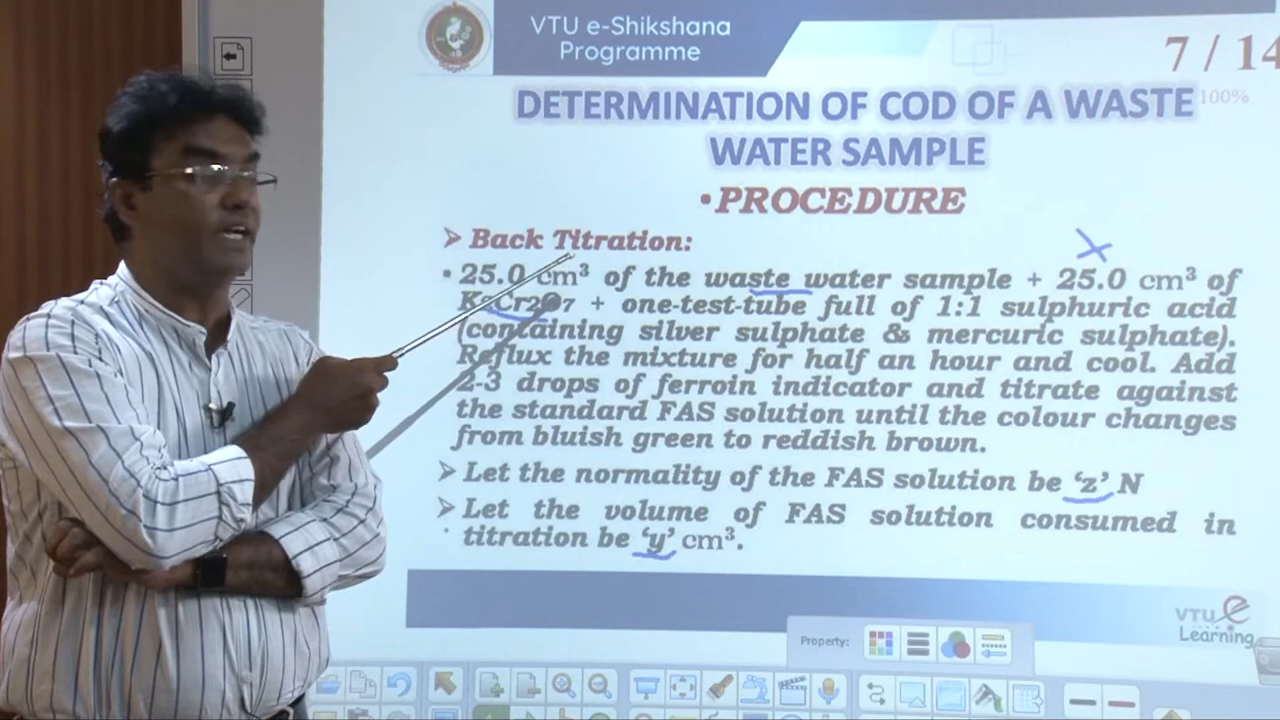 VTU e-Shikshana
Programme
7 / 14
100%
DETERMINATION OF COD OF A WASTE
WATER SAMPLE
•PROCEDURE
➢ Back Titration:
• 25.0 cm³ of the waste water sample + 25.0 cm³ of
K₂Cr₂O₇ + one-test-tube full of 1:1 sulphuric acid
(containing silver sulphate & mercuric sulphate).
Reflux the mixture for half an hour and cool. Add
2-3 drops of ferroin indicator and titrate against
the standard FAS solution until the colour changes
from bluish green to reddish brown.
➢ Let the normality of the FAS solution be ‘z’ N
➢ Let the volume of FAS solution consumed in
titration be ‘y’ cm³.
VTU e
Learning
Property: